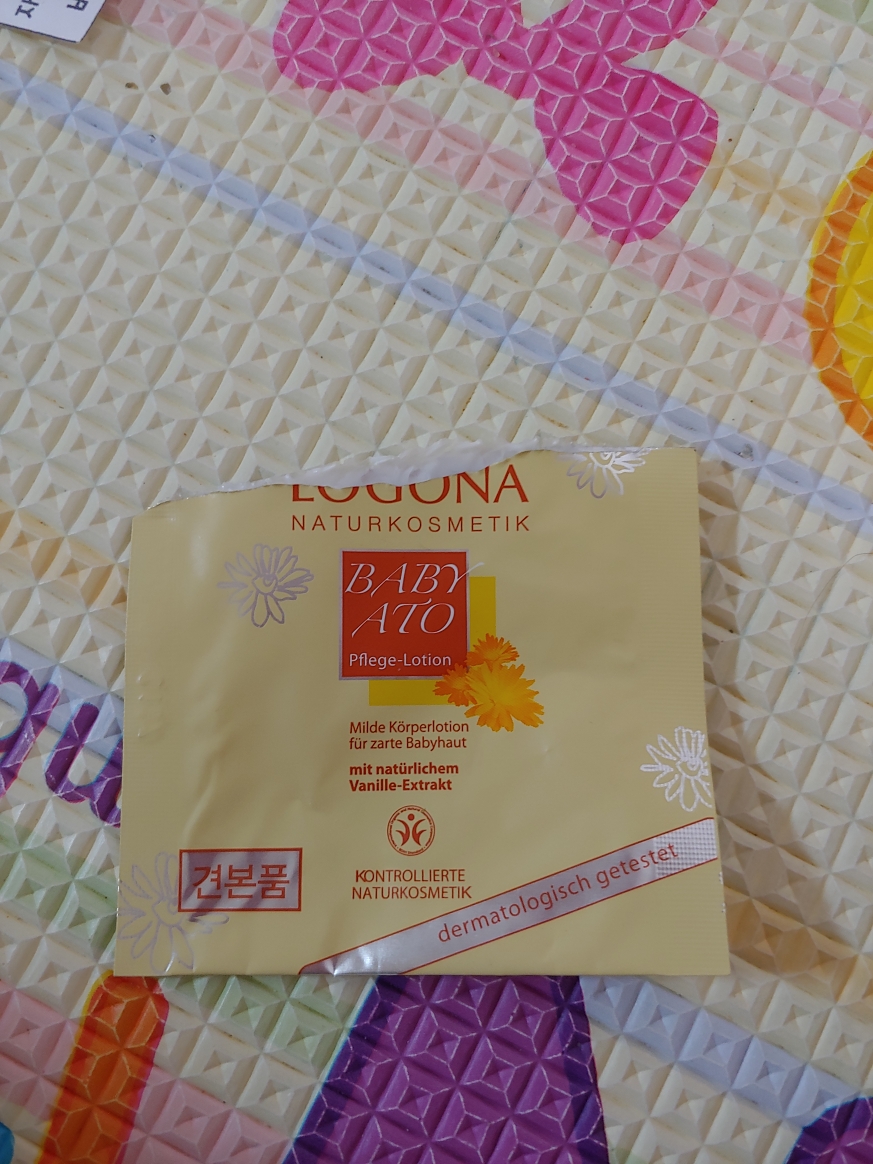 LOGONA
NATURKOSMETIK
BABY
ATO
Pflege-Lotion
Milde Körperlotion
für zarte Babyhaut
mit natürlichem
Vanille-Extrakt
KONTROLLIERTE
NATURKOSMETIK
견본품
dermatologisch getestet